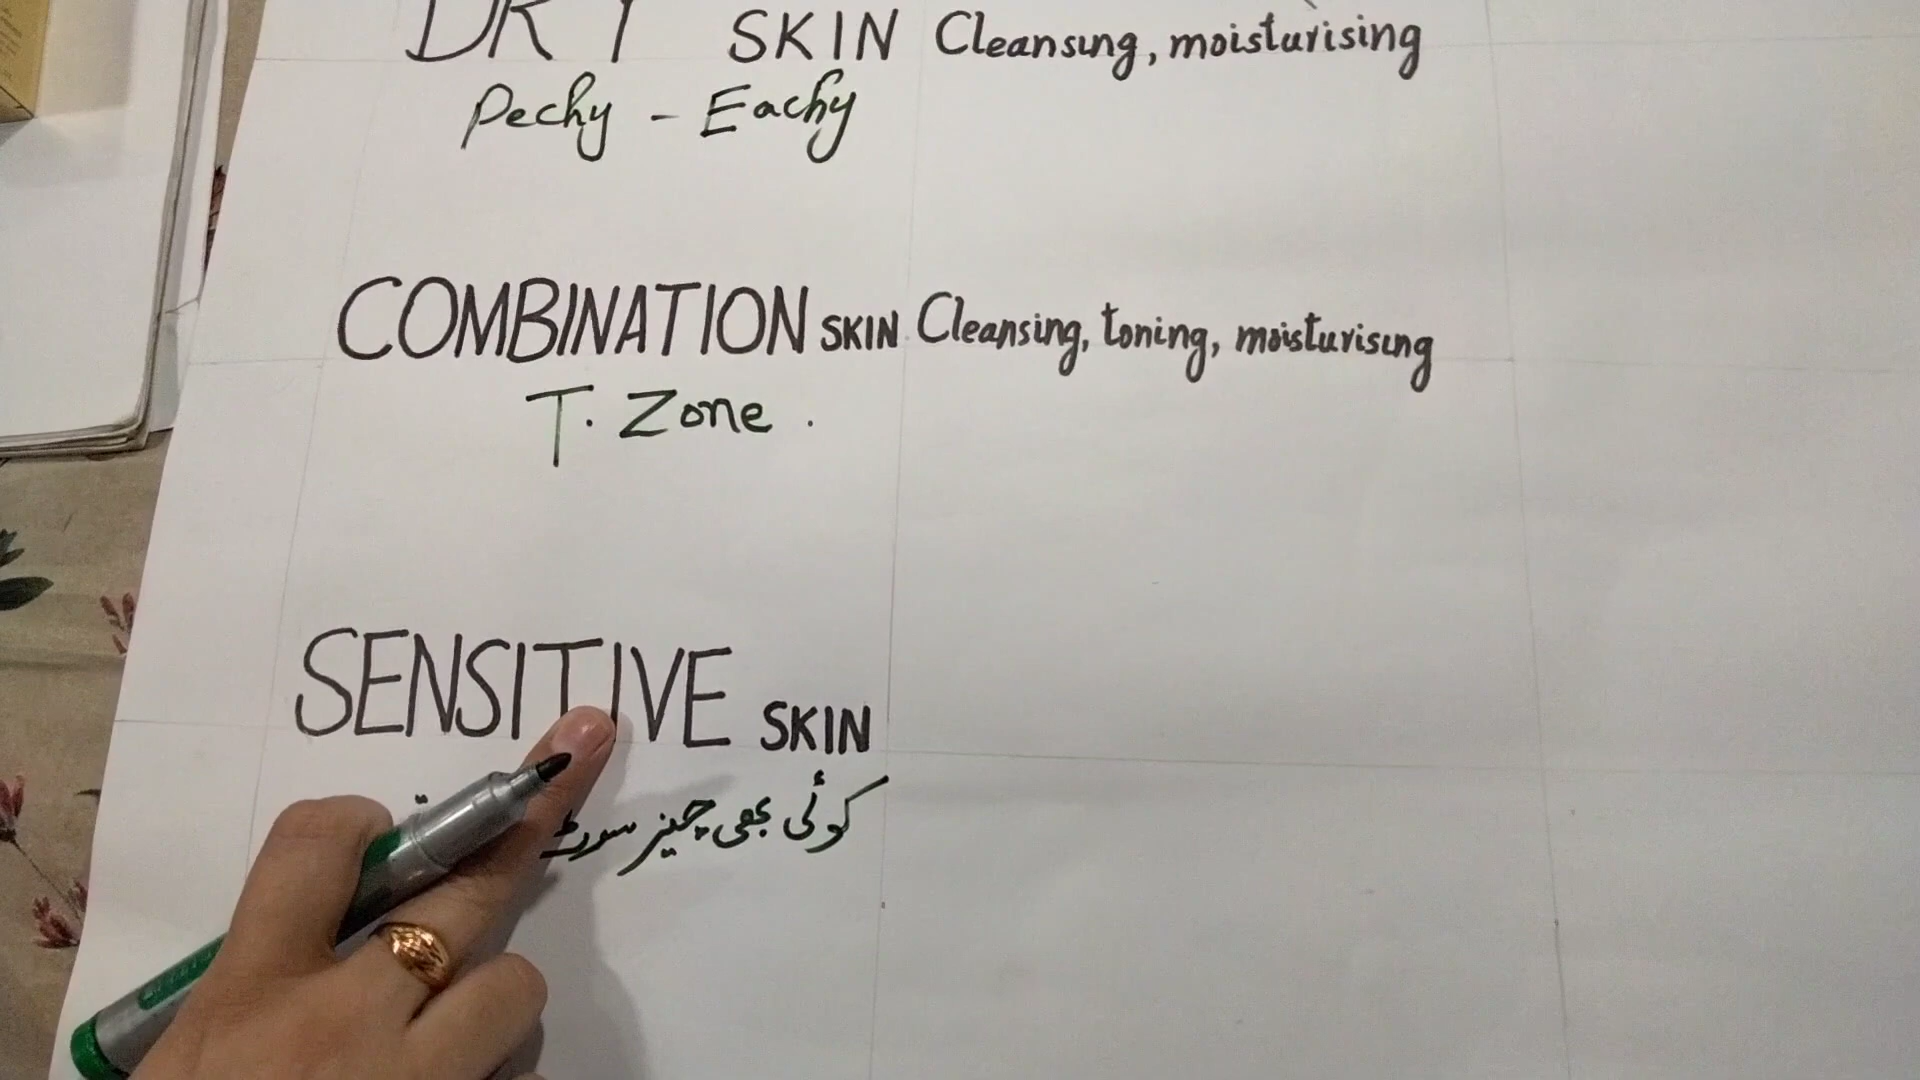 DRY SKIN Cleansing, moisturising
Pechy - Eachy
COMBINATION SKIN Cleansing, toning, moisturising
T. Zone.
SENSITIVE SKIN
کوئی بھی چیز سوٹ